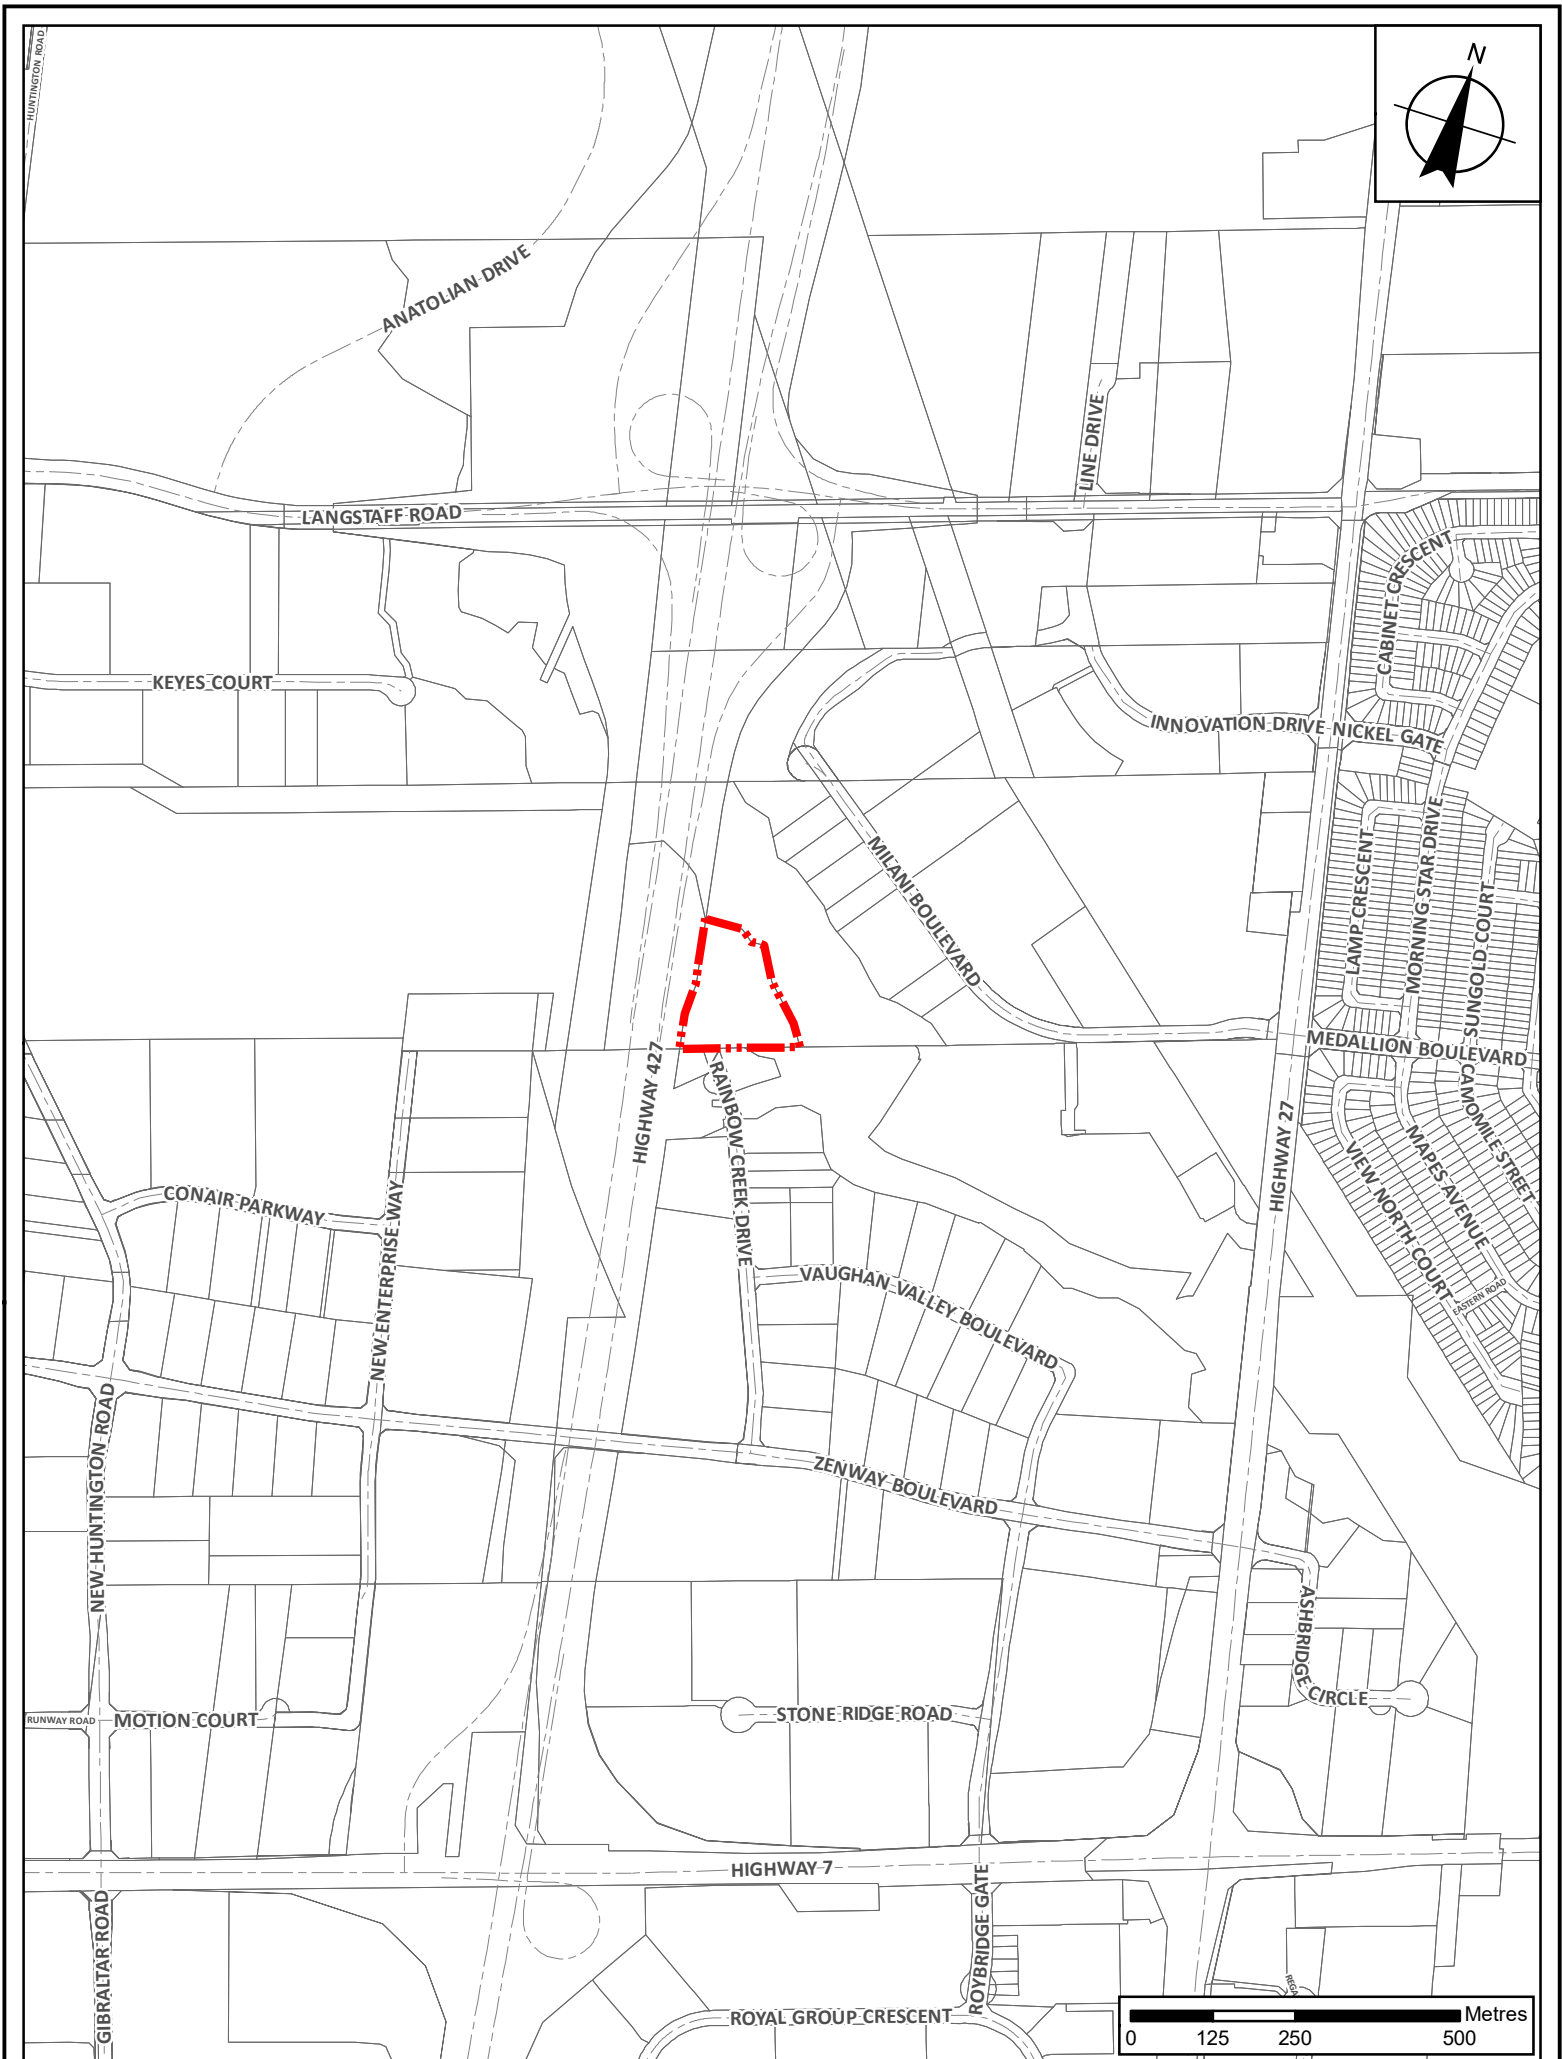 HUNTINGTON ROAD
N
ANATOLIAN DRIVE
LINE DRIVE
LANGSTAFF ROAD
CABINET CRESCENT
KEYES COURT
INNOVATION DRIVE
NICKEL GATE
MILANI BOULEVARD
LAMP CRESCENT
MORNING STAR DRIVE
SUNGOLD COURT
HIGHWAY 427
MEDALLION BOULEVARD
RAINBOW CREEK DRIVE
HIGHWAY 27
CAMOMILE STREET
MAPES AVENUE
VIEW NORTH COURT
EASTERN ROAD
CONAIR PARKWAY
NEW ENTERPRISE WAY
VAUGHAN VALLEY BOULEVARD
NEW HUNTINGTON ROAD
ZENWAY BOULEVARD
ASHBRIDGE CIRCLE
RUNWAY ROAD
MOTION COURT
STONE RIDGE ROAD
HIGHWAY 7
GIBRALTAR ROAD
ROYBRIDGE GATE
ROYAL GROUP CRESCENT
Metres
0 125 250 500